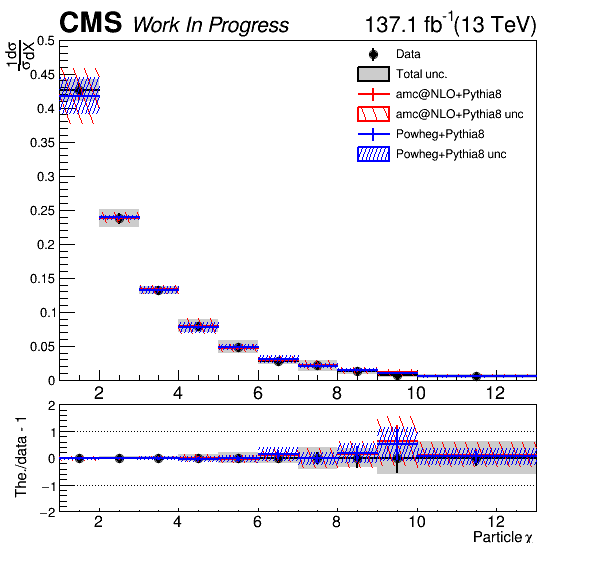 CMS Work In Progress 137.1 fb⁻¹(13 TeV)
1 dσ
σ dX
0.5
0.45
0.4
0.35
0.3
0.25
0.2
0.15
0.1
0.05
0
Data
Total unc.
amc@NLO+Pythia8
amc@NLO+Pythia8 unc
Powheg+Pythia8
Powheg+Pythia8 unc
2 4 6 8 10 12
The./data - 1
2
1
0
−1
−2
2 4 6 8 10 12
Particle χ